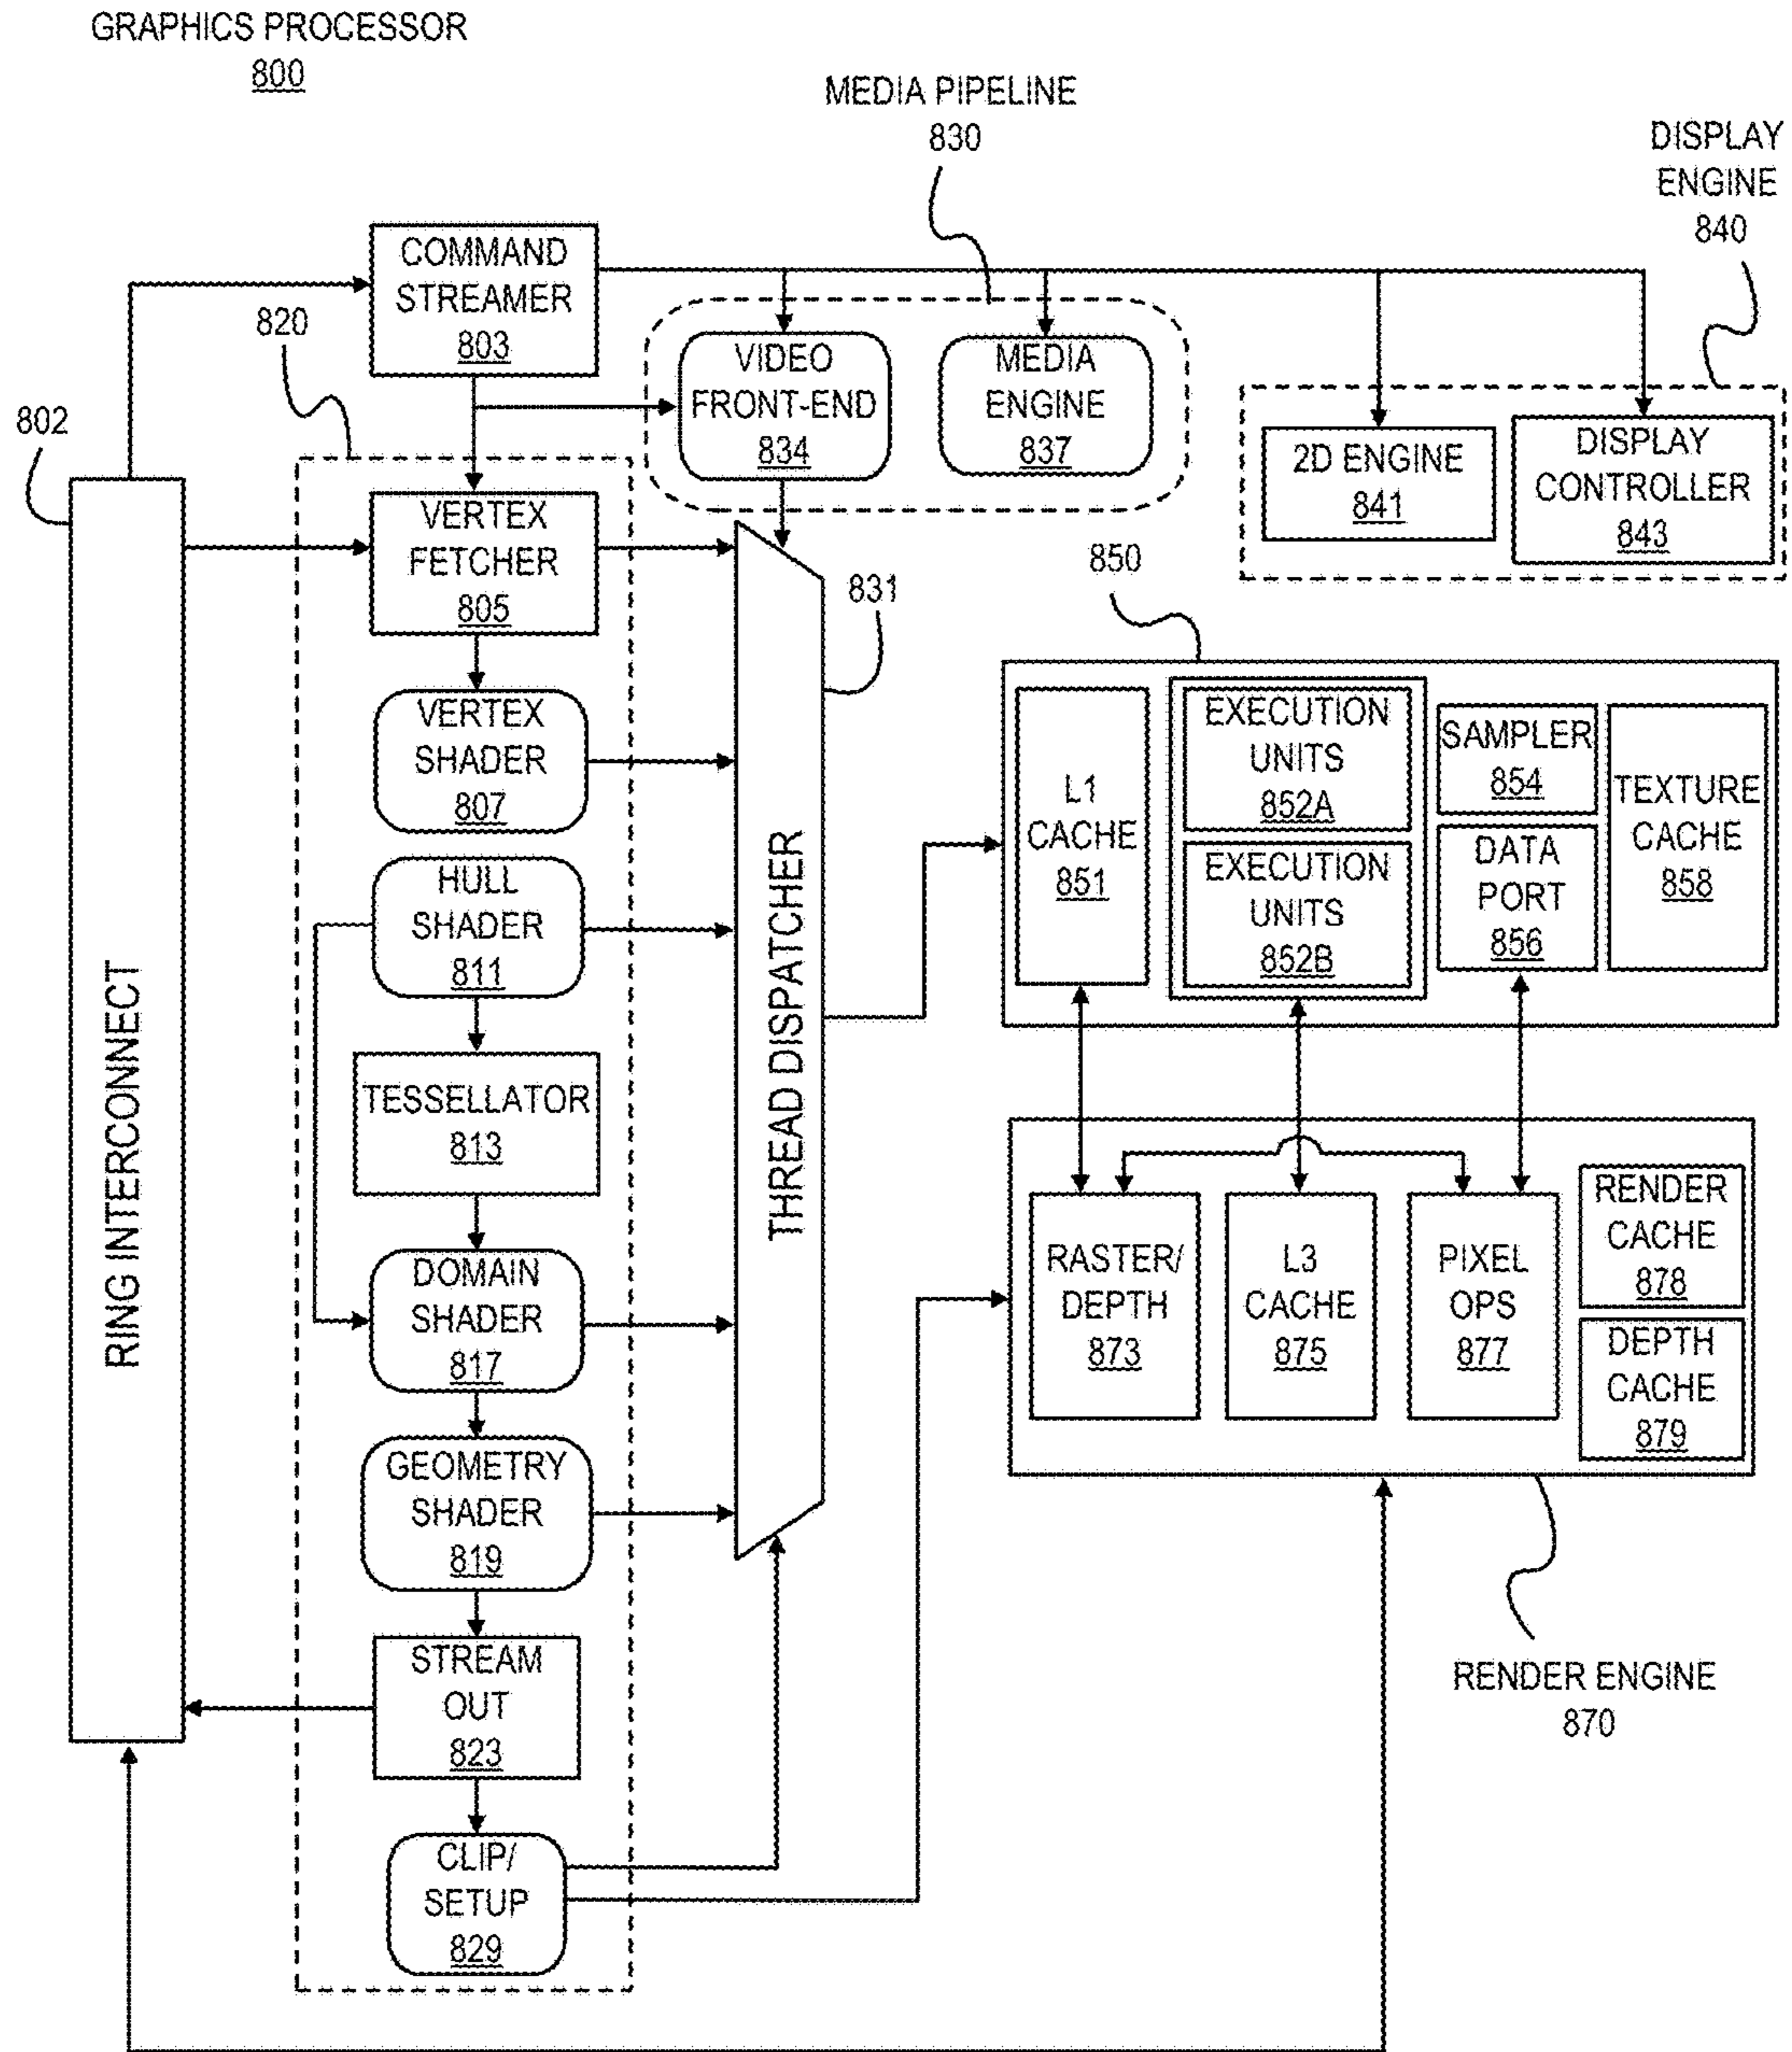 GRAPHICS PROCESSOR
800
MEDIA PIPELINE
830
DISPLAY
ENGINE
840
COMMAND
STREAMER
803
820
VIDEO
FRONT-END
834
MEDIA
ENGINE
837
2D ENGINE
841
DISPLAY
CONTROLLER
843
802
RING INTERCONNECT
VERTEX
FETCHER
805
VERTEX
SHADER
807
HULL
SHADER
811
TESSELLATOR
813
DOMAIN
SHADER
817
GEOMETRY
SHADER
819
STREAM
OUT
823
CLIP/
SETUP
829
THREAD DISPATCHER
831
850
L1
CACHE
851
EXECUTION
UNITS
852A
EXECUTION
UNITS
852B
SAMPLER
854
DATA
PORT
856
TEXTURE
CACHE
858
RASTER/
DEPTH
873
L3
CACHE
875
PIXEL
OPS
877
RENDER
CACHE
878
DEPTH
CACHE
879
RENDER ENGINE
870